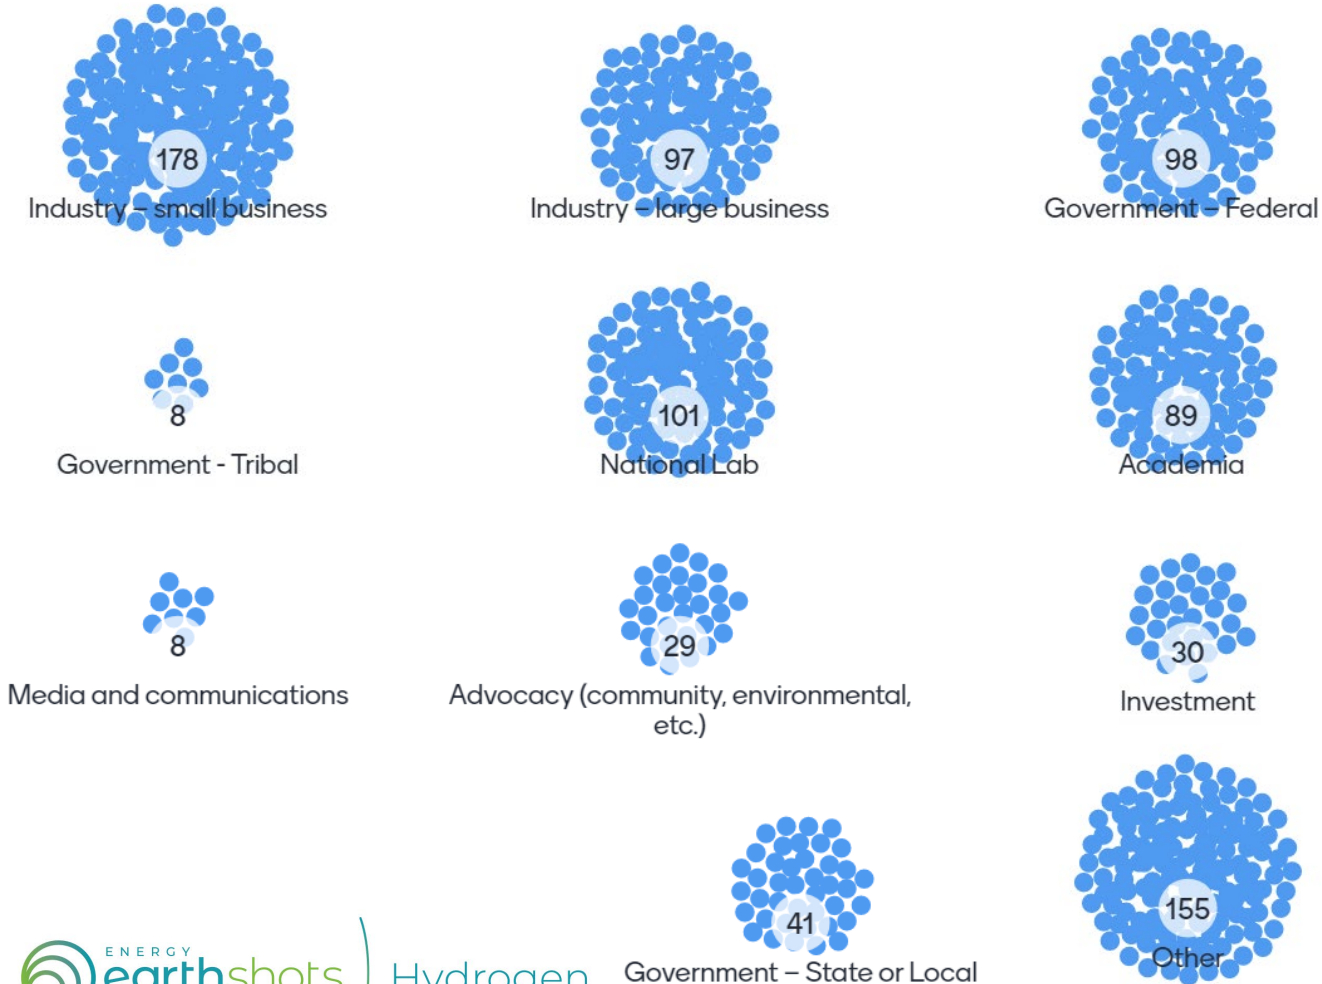 178
Industry – small business
97
Industry – large business
98
Government – Federal
8
Government - Tribal
101
National Lab
89
Academia
8
Media and communications
29
Advocacy (community, environmental,
etc.)
30
Investment
41
Government – State or Local
155
Other
ENERGY
earthshots
Hydrogen